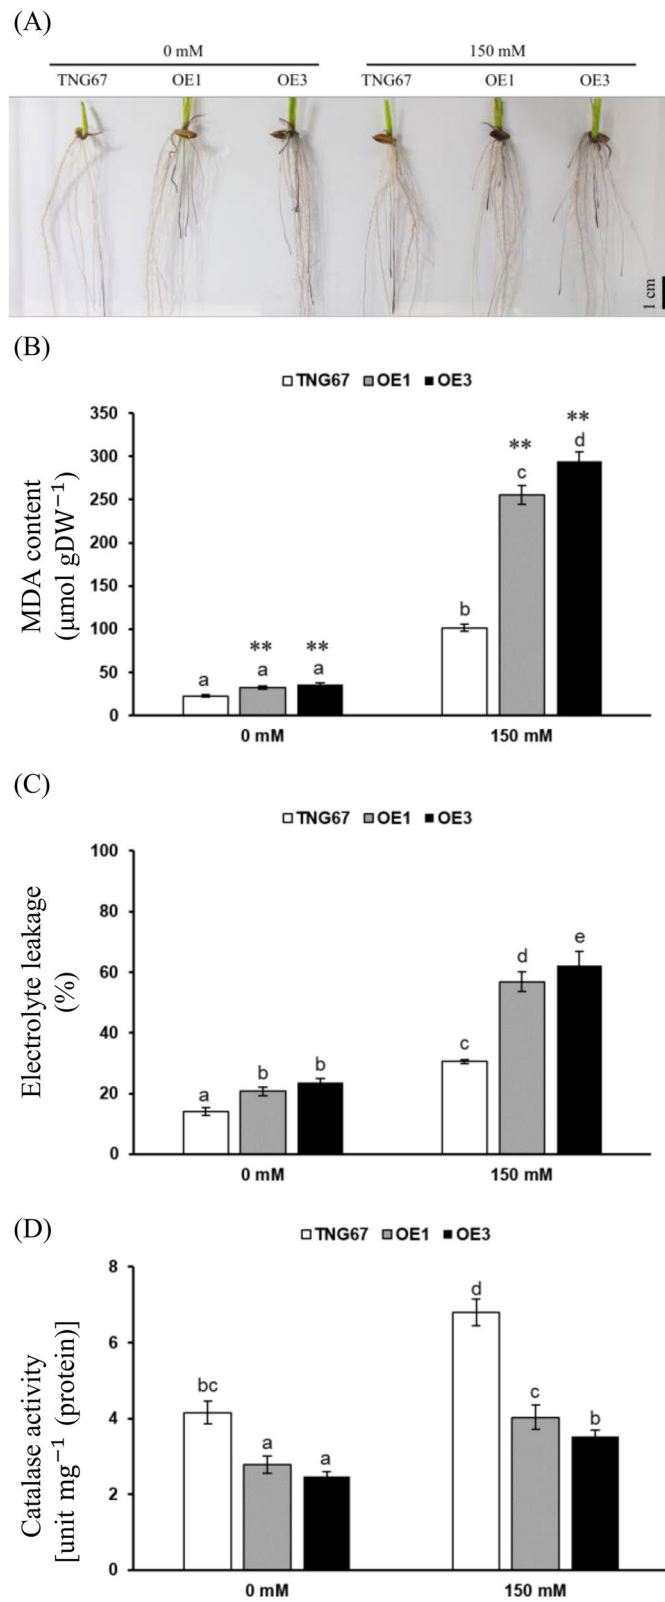 (A)
0 mM 150 mM
TNG67 OE1 OE3 TNG67 OE1 OE3
1 cm
(B)
TNG67 OE1 OE3
MDA content
(μmol gDW⁻¹)
350
300
250
200
150
100
50
0
a
**
a
**
a
b
**
c
**
d
0 mM 150 mM
(C)
TNG67 OE1 OE3
Electrolyte leakage
(%)
100
80
60
40
20
0
a
b
b
c
d
e
0 mM 150 mM
(D)
TNG67 OE1 OE3
Catalase activity
[unit mg⁻¹ (protein)]
8
6
4
2
0
bc
a
a
d
c
b
0 mM 150 mM